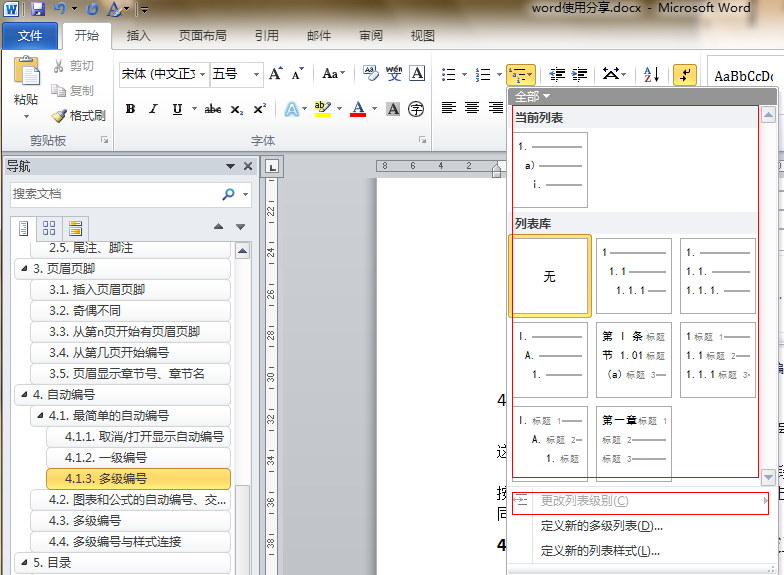 word使用分享.docx - Microsoft Word
文件 开始 插入 页面布局 引用 邮件 审阅 视图
剪切
复制
格式刷
粘贴
剪贴板
宋体 (中文正 五号
B I U abc x₂ x²
wén
变 A
Aa
字体
AaBbCcDc
导航
搜索文档
2.5. 尾注、脚注
3. 页眉页脚
3.1. 插入页眉页脚
3.2. 奇偶不同
3.3. 从第n页开始有页眉页脚
3.4. 从第几页开始编号
3.5. 页眉显示章节号、章节名
4. 自动编号
4.1. 最简单的自动编号
4.1.1. 取消/打开显示自动编号
4.1.2. 一级编号
4.1.3. 多级编号
4.2. 图表和公式的自动编号、交...
4.3. 多级编号
4.4. 多级编号与样式连接
5. 目录
8 6 4 2
22
24
26
28
30
32
34
36
38
全部
当前列表
1.
a)
i.
列表库
无
1
1.1
1.1.1
1.
1.1.
1.1.1.
I.
A.
1.
第 I 条 标题
节 1.01 标题
(a) 标题 3
1 标题 1
1.1 标题 2
1.1.1 标题 3
I. 标题 1
A. 标题 2
1. 标题
第一章 标题 1
标题 2
标题 3
更改列表级别(C)
定义新的多级列表(D)...
定义新的列表样式(L)...